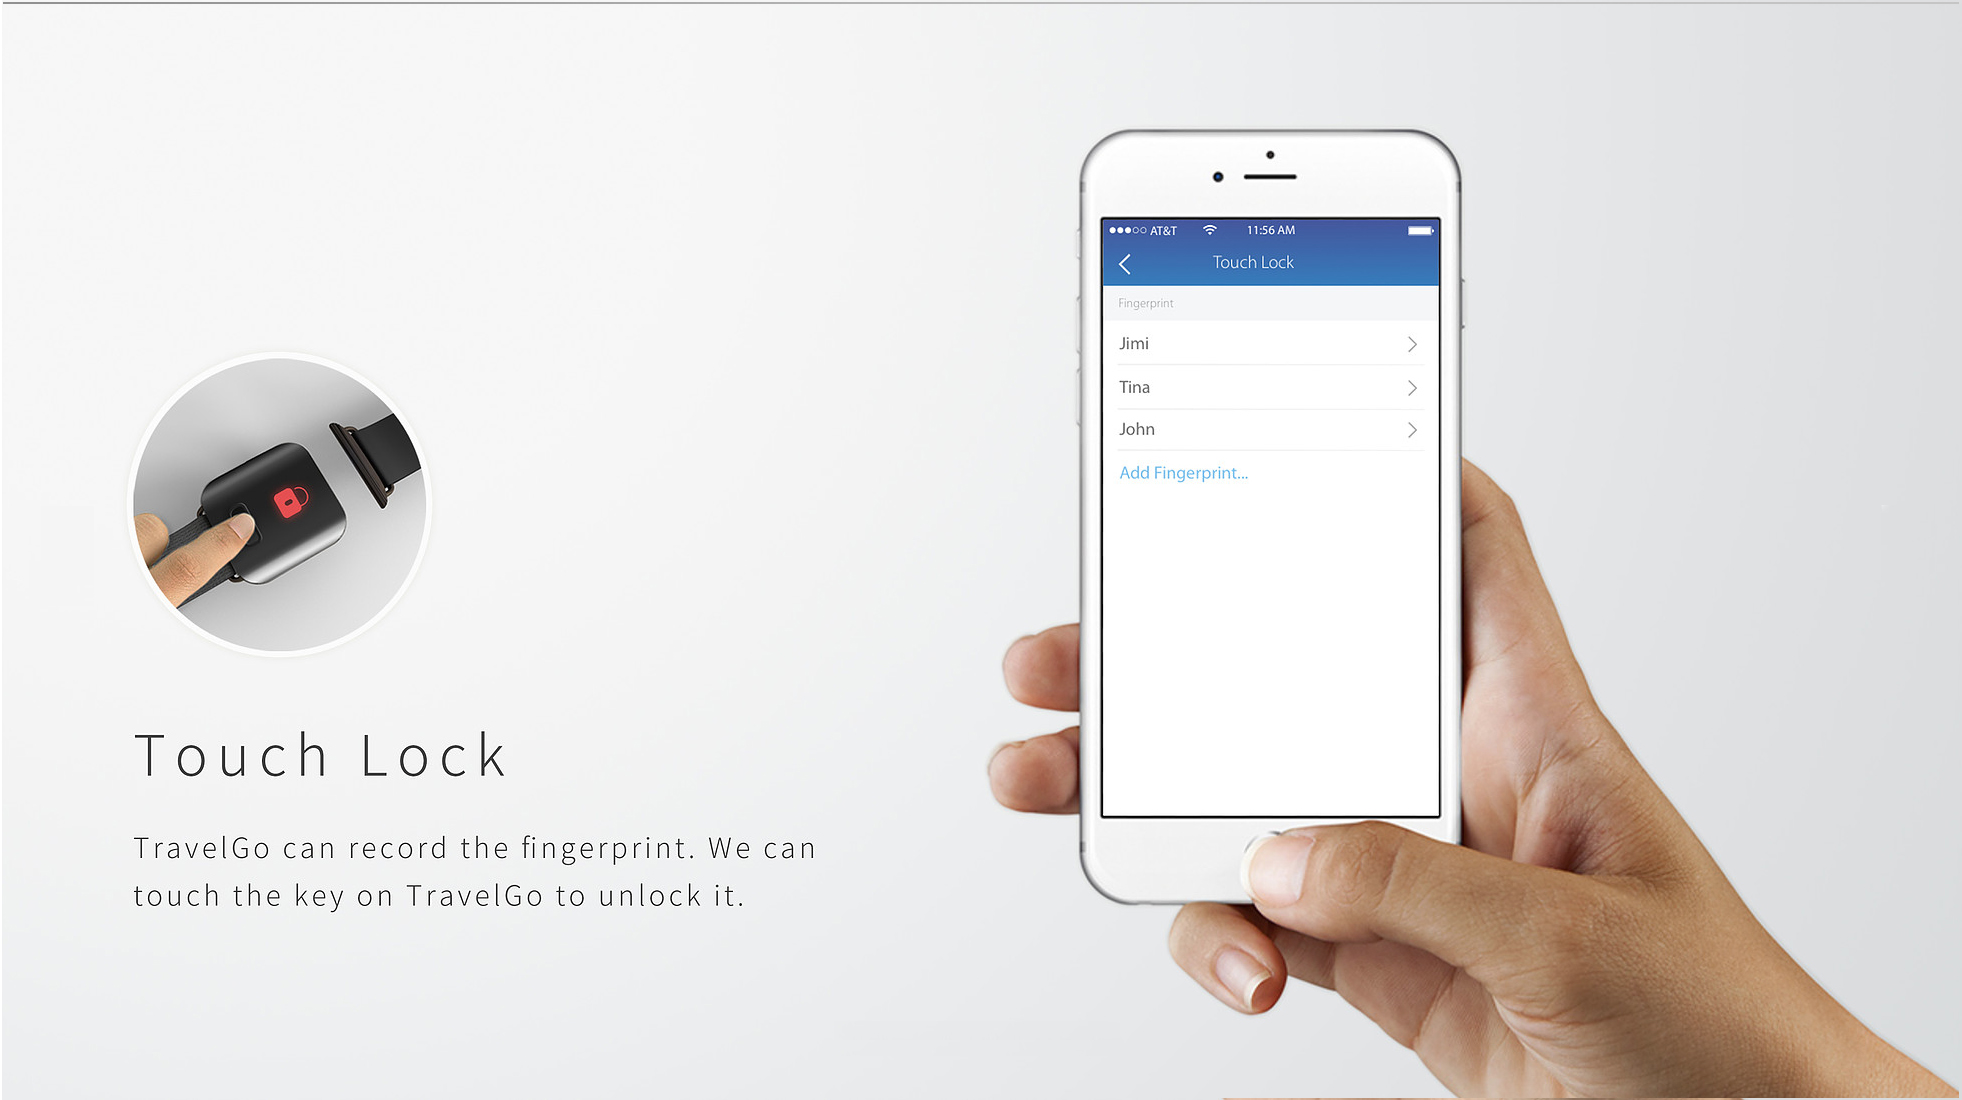 Touch Lock
TravelGo can record the fingerprint. We can
touch the key on TravelGo to unlock it.
AT&T 11:56 AM
Touch Lock
Fingerprint
Jimi
Tina
John
Add Fingerprint...